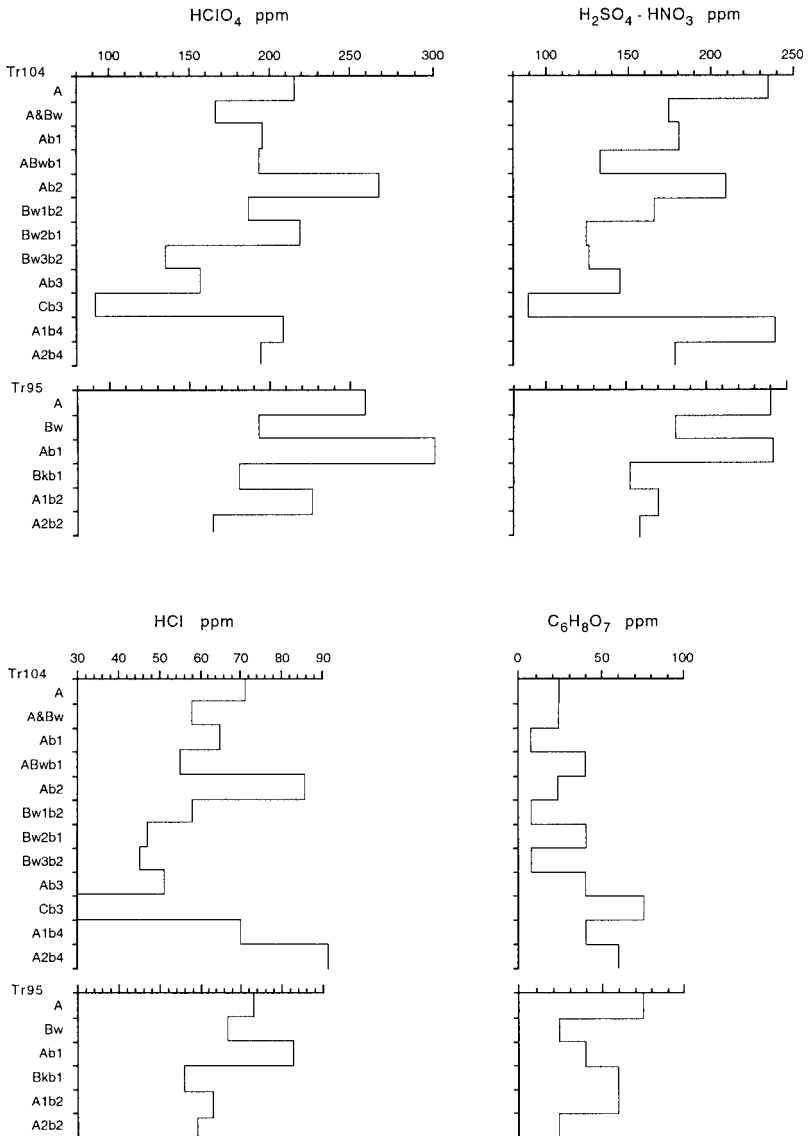 HClO4 ppm
100 150 200 250 300
Tr104
A
A&Bw
Ab1
ABwb1
Ab2
Bw1b2
Bw2b1
Bw3b2
Ab3
Cb3
A1b4
A2b4
Tr95
A
Bw
Ab1
Bkb1
A1b2
A2b2
H2SO4 - HNO3 ppm
100 150 200 250
HCl ppm
30 40 50 60 70 80 90
Tr104
A
A&Bw
Ab1
ABwb1
Ab2
Bw1b2
Bw2b1
Bw3b2
Ab3
Cb3
A1b4
A2b4
Tr95
A
Bw
Ab1
Bkb1
A1b2
A2b2
C6H8O7 ppm
0 50 100